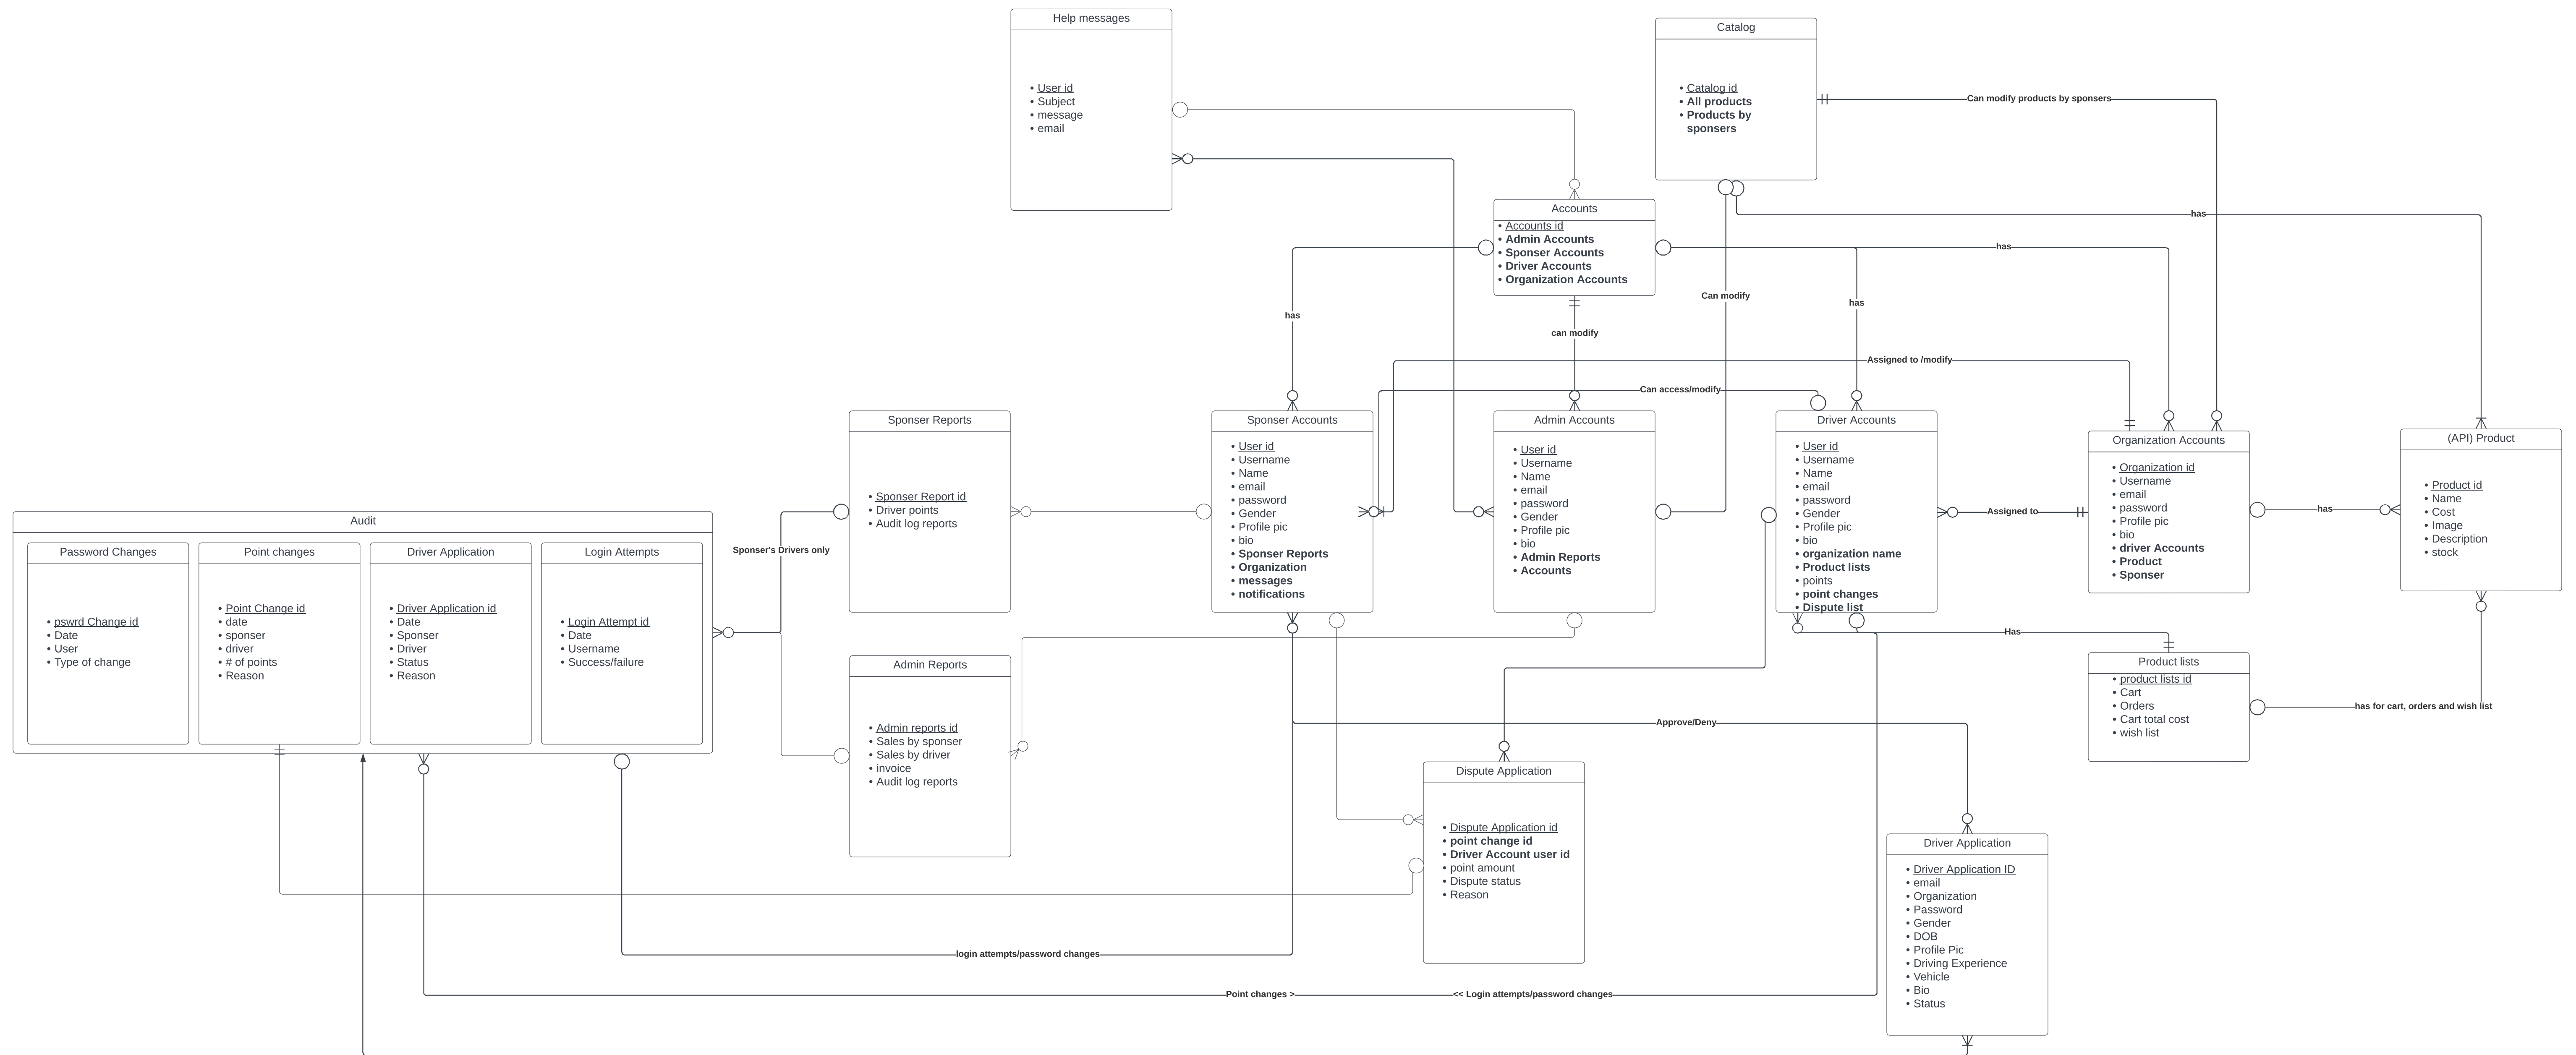 Help messages
• User id
• Subject
• message
• email
Catalog
• Catalog id
• All products
• Products by
sponsers
Can modify products by sponsers
has
Accounts
• Accounts id
• Admin Accounts
• Sponser Accounts
• Driver Accounts
• Organization Accounts
has
Can modify
has
has
can modify
Assigned to /modify
Can access/modify
Sponser Reports
• Sponser Report id
• Driver points
• Audit log reports
Sponser Accounts
• User id
• Username
• Name
• email
• password
• Gender
• Profile pic
• bio
• Sponser Reports
• Organization
• messages
• notifications
Admin Accounts
• User id
• Username
• Name
• email
• password
• Gender
• Profile pic
• bio
• Admin Reports
• Accounts
Driver Accounts
• User id
• Username
• Name
• email
• password
• Gender
• Profile pic
• bio
• organization name
• Product lists
• points
• point changes
• Dispute list
Assigned to
Organization Accounts
• Organization id
• Username
• email
• password
• Profile pic
• bio
• driver Accounts
• Product
• Sponser
has
(API) Product
• Product id
• Name
• Cost
• Image
• Description
• stock
Audit
Password Changes
• pswrd Change id
• Date
• User
• Type of change
Point changes
• Point Change id
• date
• sponser
• driver
• # of points
• Reason
Driver Application
• Driver Application id
• Date
• Sponser
• Driver
• Status
• Reason
Login Attempts
• Login Attempt id
• Date
• Username
• Success/failure
Sponser's Drivers only
Admin Reports
• Admin reports id
• Sales by sponser
• Sales by driver
• invoice
• Audit log reports
Has
Product lists
• product lists id
• Cart
• Orders
• Cart total cost
• wish list
has for cart, orders and wish list
Approve/Deny
Dispute Application
• Dispute Application id
• point change id
• Driver Account user id
• point amount
• Dispute status
• Reason
Driver Application
• Driver Application ID
• email
• Organization
• Password
• Gender
• DOB
• Profile Pic
• Driving Experience
• Vehicle
• Bio
• Status
login attempts/password changes
Point changes >
<< Login attempts/password changes